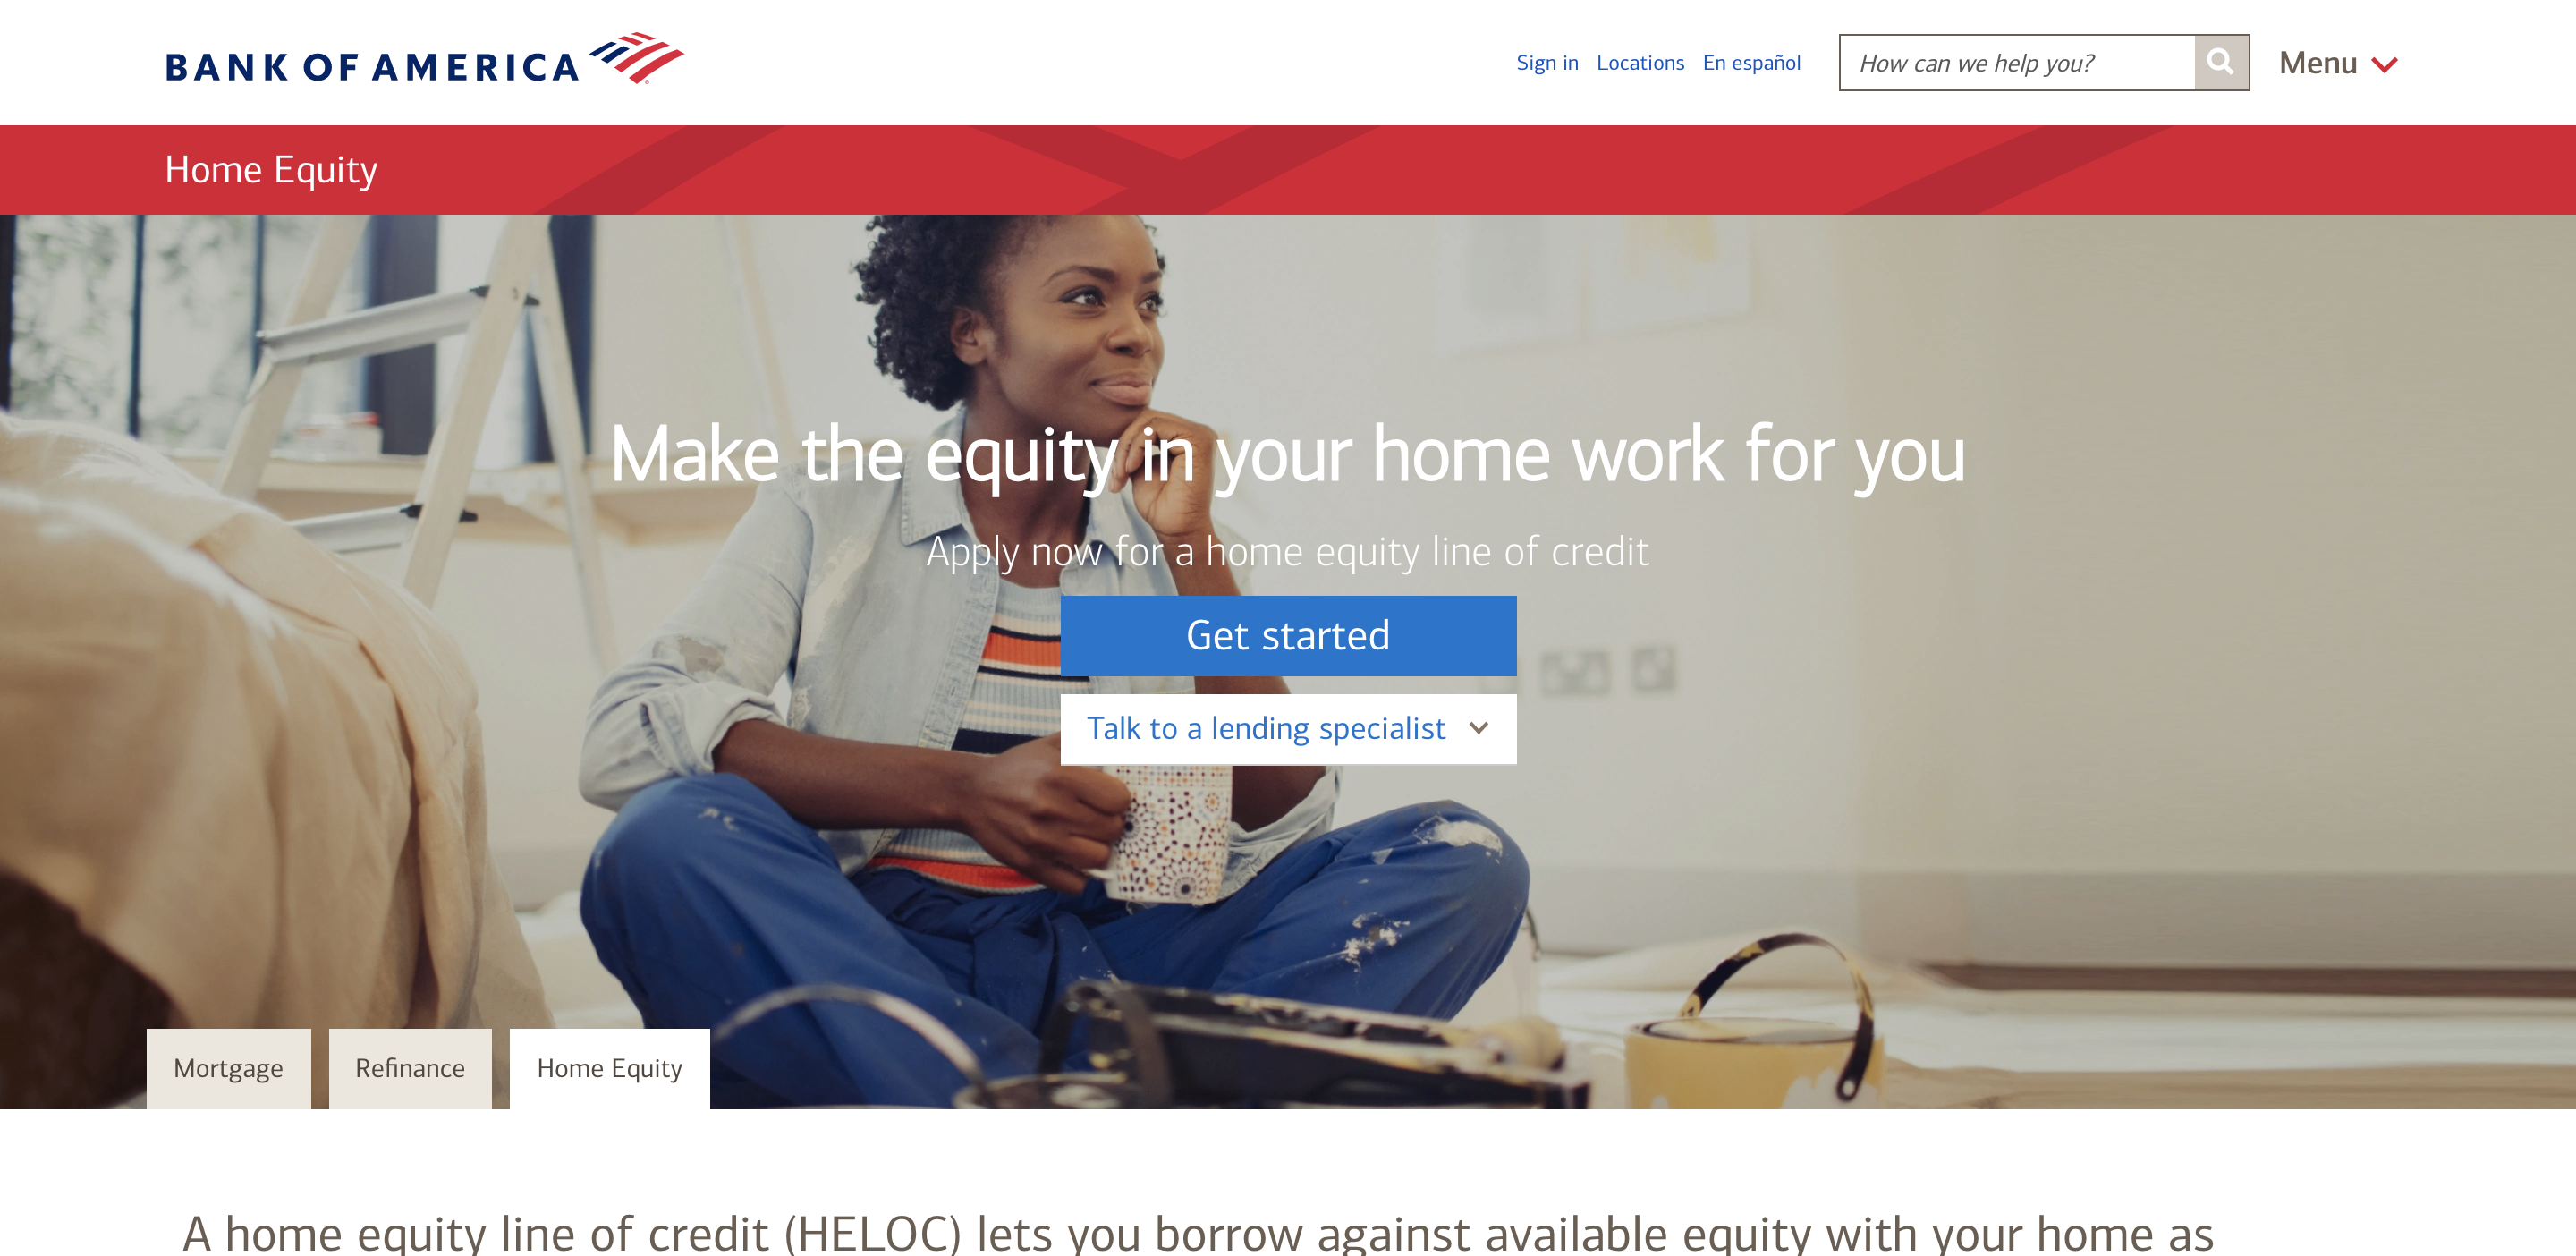 BANK OF AMERICA
Sign in Locations En español
How can we help you?
Menu
Home Equity
Make the equity in your home work for you
Apply now for a home equity line of credit
Get started
Talk to a lending specialist
Mortgage Refinance Home Equity
A home equity line of credit (HELOC) lets you borrow against available equity with your home as